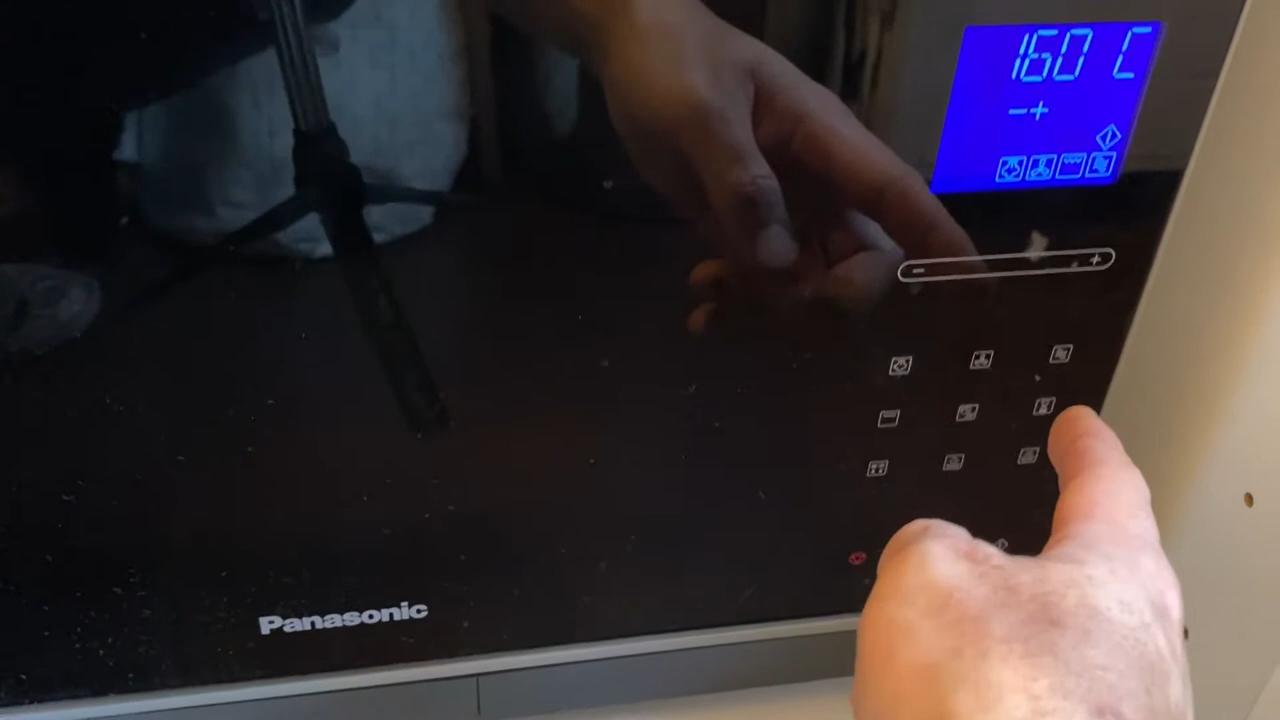 160 C
- +
- +
Panasonic